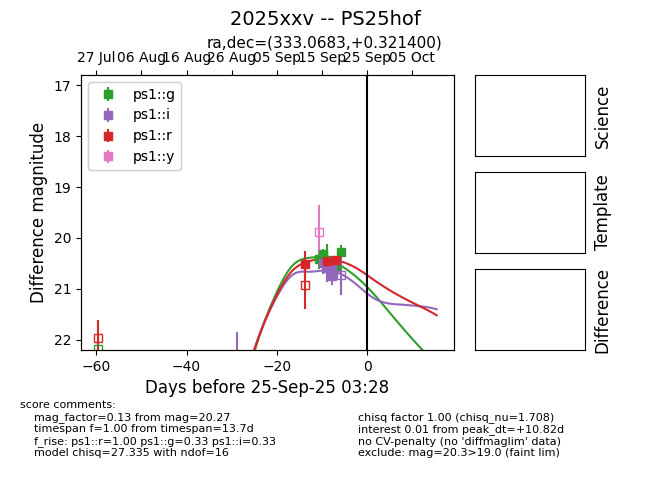 2025xxv -- PS25hof
ra,dec=(333.0683,+0.321400)
27 Jul 06 Aug 16 Aug 26 Aug 05 Sep 15 Sep 25 Sep 05 Oct
17
18
19
20
21
22
Difference magnitude
ps1::g
ps1::i
ps1::r
ps1::y
−60 −40 −20 0
Days before 25-Sep-25 03:28
Science
Template
Difference
score comments:
mag_factor=0.13 from mag=20.27
timespan f=1.00 from timespan=13.7d
f_rise: ps1::r=1.00 ps1::g=0.33 ps1::i=0.33
model chisq=27.335 with ndof=16
chisq factor 1.00 (chisq_nu=1.708)
interest 0.01 from peak_dt=+10.82d
no CV-penalty (no 'diffmaglim' data)
exclude: mag=20.3>19.0 (faint lim)